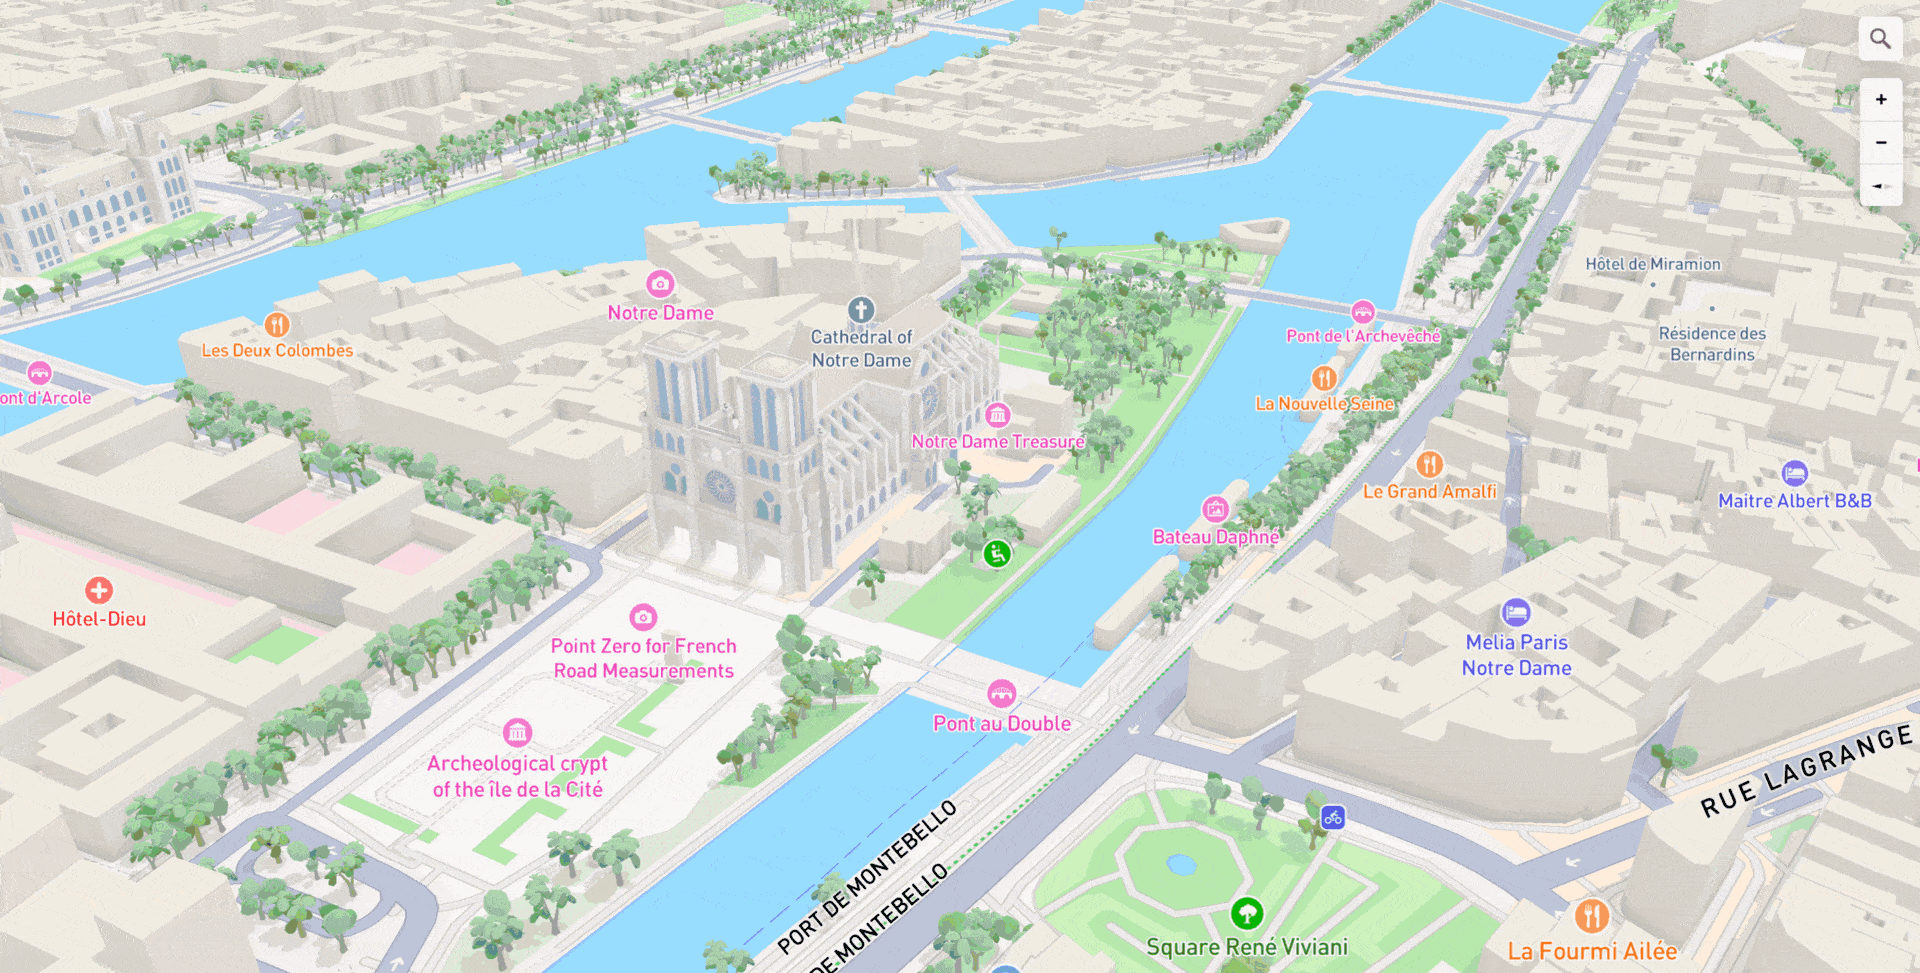 Hôtel de Miramion
Notre Dame
Cathedral of
Notre Dame
Pont de l'Archevêché
Résidence des
Bernardins
Les Deux Colombes
ont d'Arcole
La Nouvelle Seine
Notre Dame Treasure
Le Grand Amalfi
Maitre Albert B&B
Bateau Daphné
Hôtel-Dieu
Point Zero for French
Road Measurements
Melia Paris
Notre Dame
Pont au Double
Archeological crypt
of the île de la Cité
RUE LAGRANGE
PORT DE MONTEBELLO
DE MONTEBELLO
Square René Viviani
La Fourmi Ailée